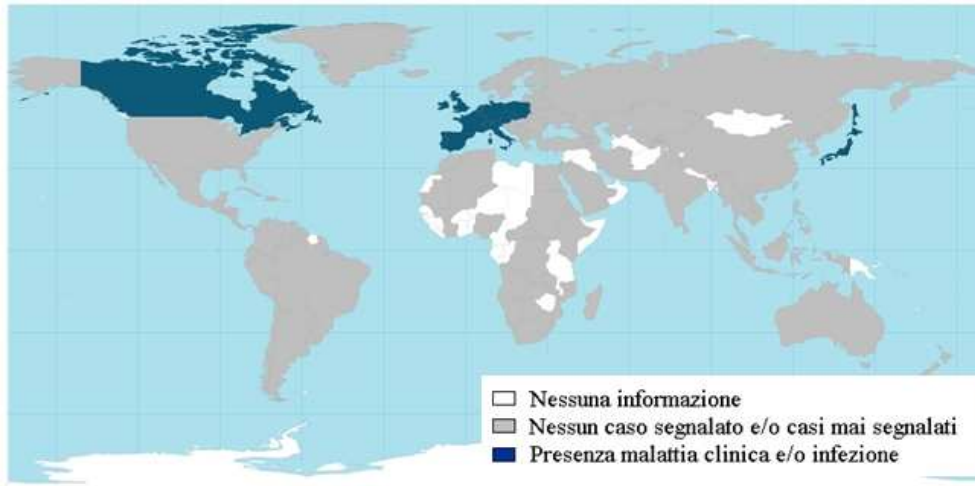 Nessuna informazione
Nessun caso segnalato e/o casi mai segnalati
Presenza malattia clinica e/o infezione